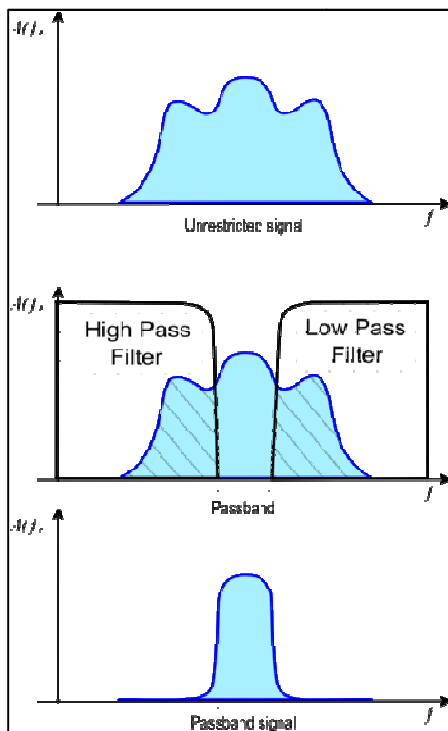 f
Unrestricted signal
High Pass
Filter
Low Pass
Filter
f
Passband
f
Passband signal